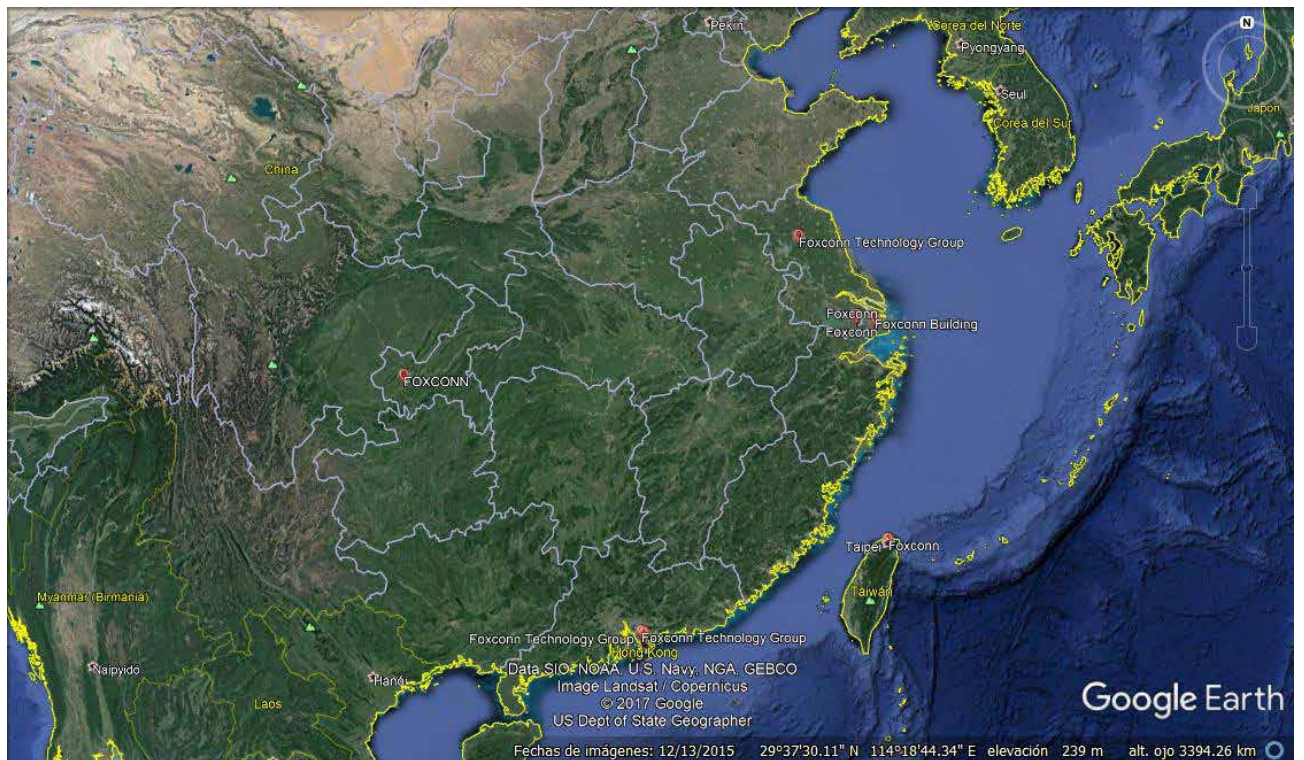 Pekín
Corea del Norte
N
Pyongyang
Seul
Japón
Corea del Sur
China
Foxconn Technology Group
Foxconn
Foxconn Building
Foxconn
FOXCONN
Taipei Foxconn
Taiwán
Myanmar (Birmania)
Foxconn Technology Group Foxconn Technology Group
Hong Kong
Naipyidó
Hanói
Laos
Data SIO, NOAA, U.S. Navy, NGA, GEBCO
Image Landsat / Copernicus
© 2017 Google
US Dept of State Geographer
Google Earth
Fechas de imágenes: 12/13/2015 29°37'30.11" N 114°18'44.34" E elevación 239 m alt. ojo 3394.26 km